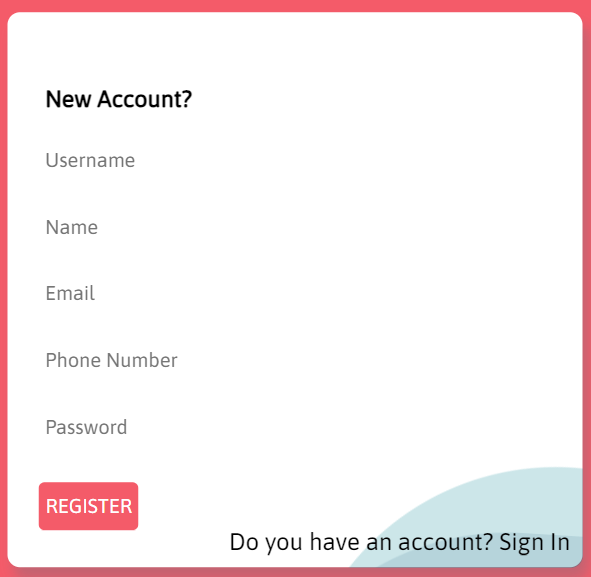 New Account?
Username
Name
Email
Phone Number
Password
REGISTER
Do you have an account? Sign In